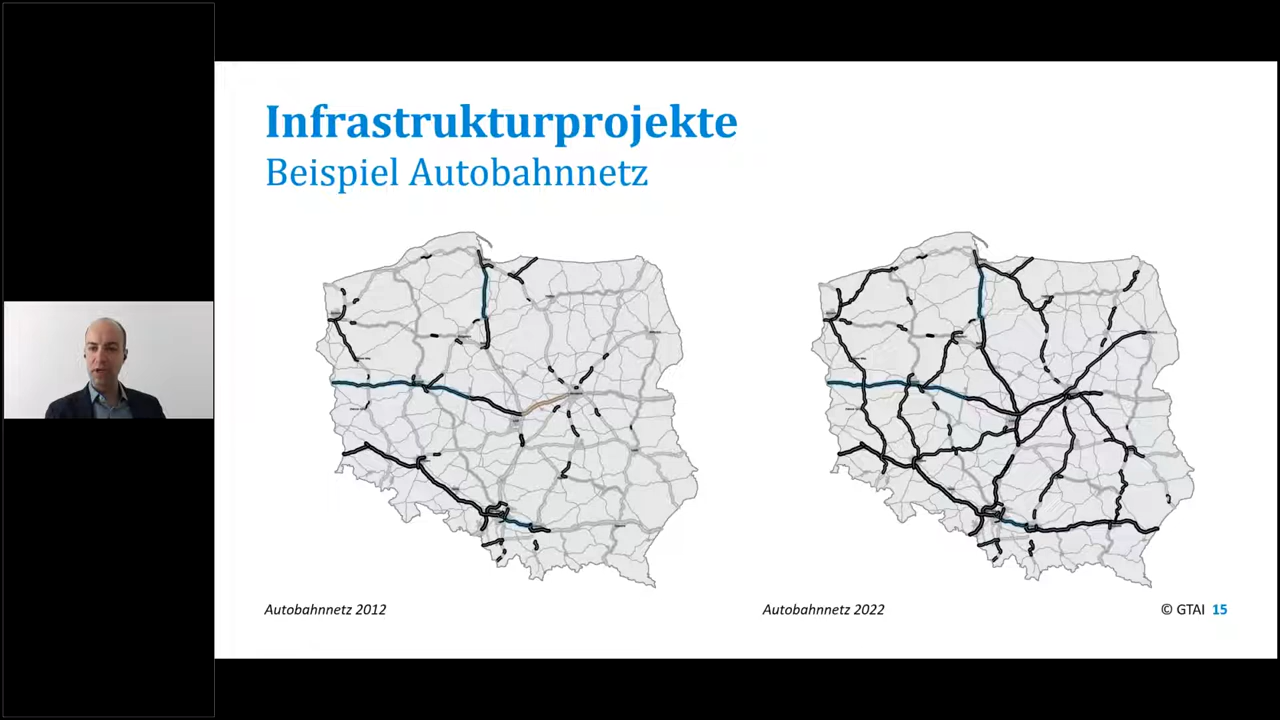 Infrastrukturprojekte
Beispiel Autobahnnetz
Autobahnnetz 2012
Autobahnnetz 2022
© GTAI 15